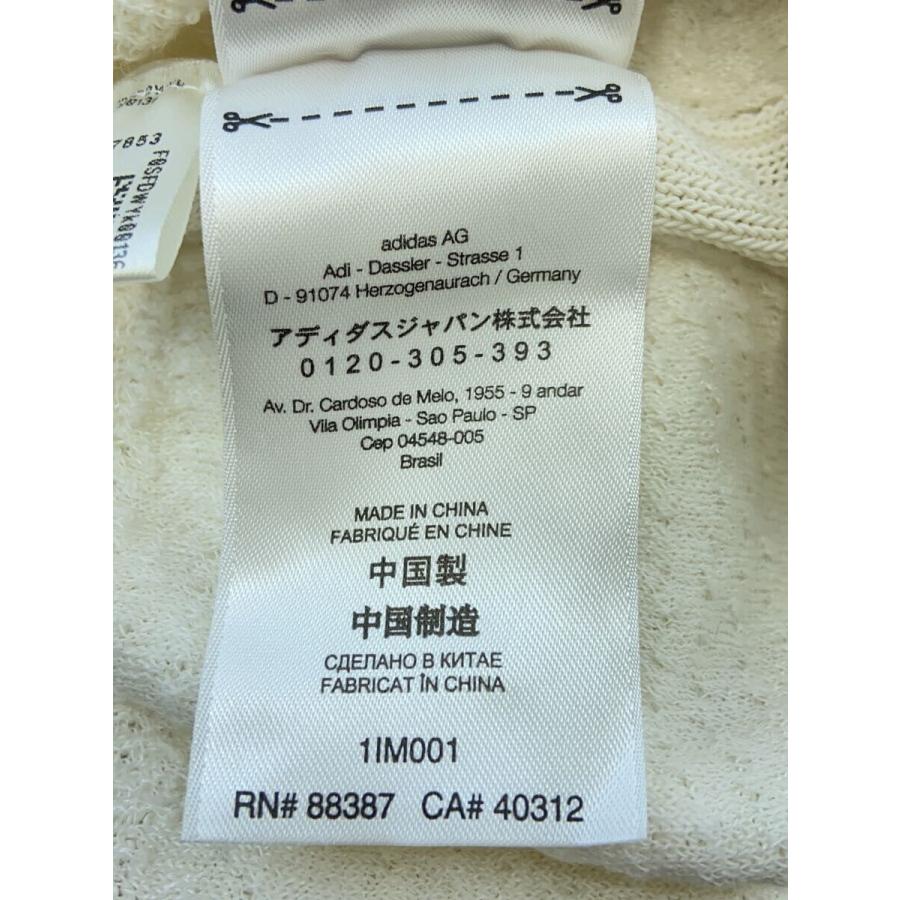 7853
F0SFDWYK00136
adidas AG
Adi - Dassler - Strasse 1
D - 91074 Herzogenaurach / Germany
アディダスジャパン株式会社
0120-305-393
Av. Dr. Cardoso de Melo, 1955 - 9 andar
Vila Olimpia - Sao Paulo - SP
Cep 04548-005
Brasil
MADE IN CHINA
FABRIQUÉ EN CHINE
中国製
中国制造
СДЕЛАНО В КИТАЕ
FABRICAT ÎN CHINA
1IM001
RN# 88387 CA# 40312